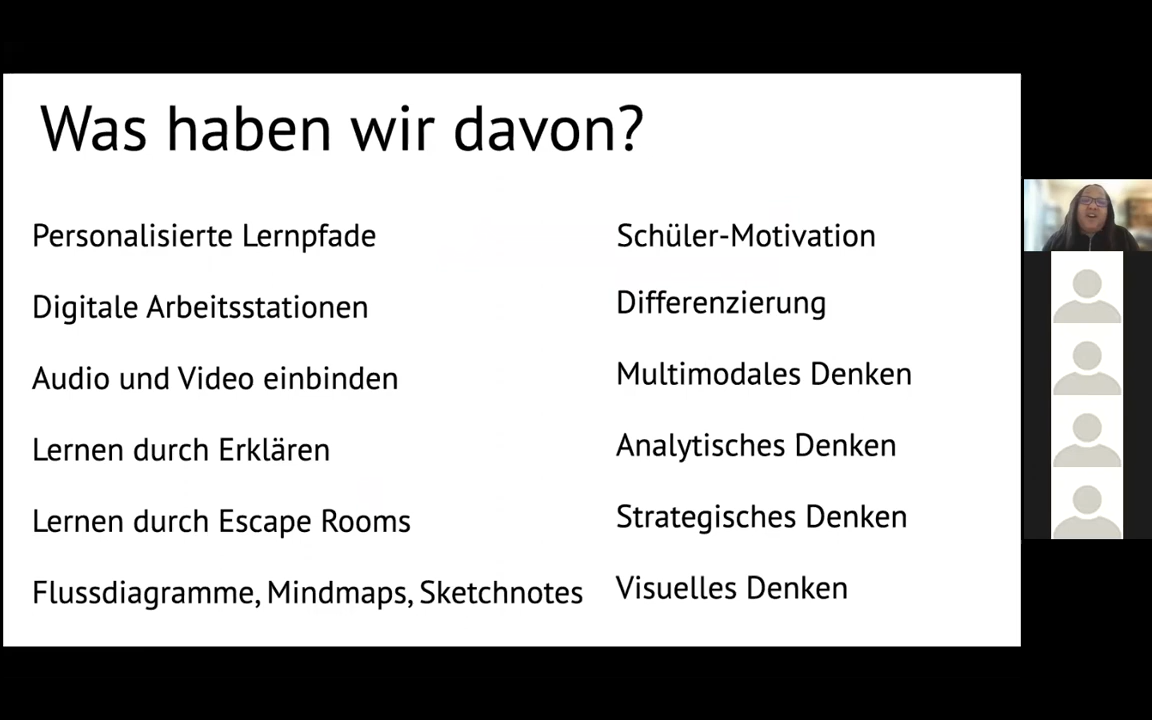 Was haben wir davon?
Personalisierte Lernpfade
Schüler-Motivation
Digitale Arbeitsstationen
Differenzierung
Audio und Video einbinden
Multimodales Denken
Lernen durch Erklären
Analytisches Denken
Lernen durch Escape Rooms
Strategisches Denken
Flussdiagramme, Mindmaps, Sketchnotes
Visuelles Denken